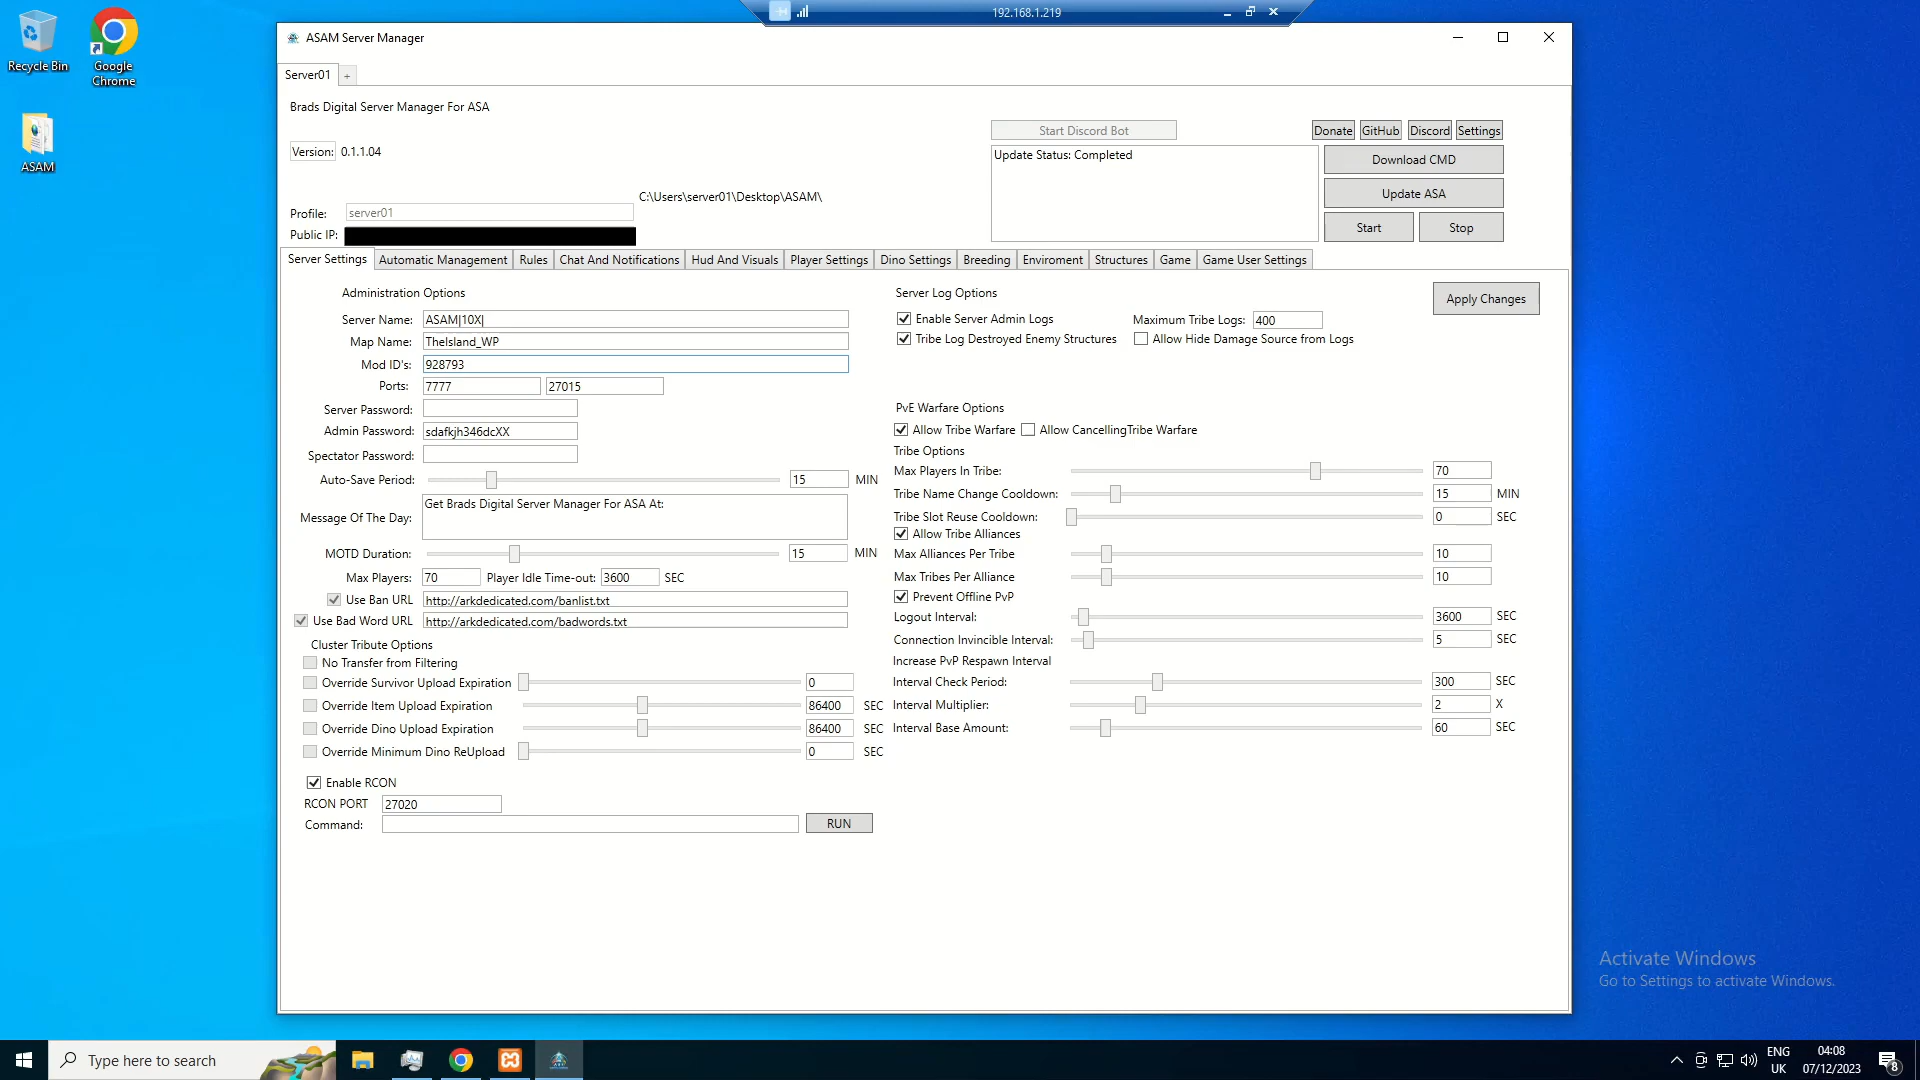 192.168.1.219
Recycle Bin
Google Chrome
ASAM
ASAM Server Manager
Server01
+
Brads Digital Server Manager For ASA
Version: 0.1.1.04
C:\Users\server01\Desktop\ASAM\
Profile: server01
Public IP:
Start Discord Bot
Donate GitHub Discord Settings
Update Status: Completed
Download CMD
Update ASA
Start Stop
Server Settings Automatic Management Rules Chat And Notifications Hud And Visuals Player Settings Dino Settings Breeding Enviroment Structures Game Game User Settings
Administration Options
Server Name: ASAM|10X|
Map Name: TheIsland_WP
Mod ID's: 928793
Ports: 7777 27015
Server Password:
Admin Password: sdafkjh346dcXX
Spectator Password:
Auto-Save Period: 15 MIN
Message Of The Day: Get Brads Digital Server Manager For ASA At:
MOTD Duration: 15 MIN
Max Players: 70 Player Idle Time-out: 3600 SEC
Use Ban URL http://arkdedicated.com/banlist.txt
Use Bad Word URL http://arkdedicated.com/badwords.txt
Cluster Tribute Options
No Transfer from Filtering
Override Survivor Upload Expiration 0
Override Item Upload Expiration 86400 SEC
Override Dino Upload Expiration 86400 SEC
Override Minimum Dino ReUpload 0 SEC
Enable RCON
RCON PORT 27020
Command: RUN
Server Log Options
Apply Changes
Enable Server Admin Logs Maximum Tribe Logs: 400
Tribe Log Destroyed Enemy Structures Allow Hide Damage Source from Logs
PvE Warfare Options
Allow Tribe Warfare Allow CancellingTribe Warfare
Tribe Options
Max Players In Tribe: 70
Tribe Name Change Cooldown: 15 MIN
Tribe Slot Reuse Cooldown: 0 SEC
Allow Tribe Alliances
Max Alliances Per Tribe 10
Max Tribes Per Alliance 10
Prevent Offline PvP
Logout Interval: 3600 SEC
Connection Invincible Interval: 5 SEC
Increase PvP Respawn Interval
Interval Check Period: 300 SEC
Interval Multiplier: 2 X
Interval Base Amount: 60 SEC
Activate Windows
Go to Settings to activate Windows.
Type here to search
ENG
UK
04:08
07/12/2023
8